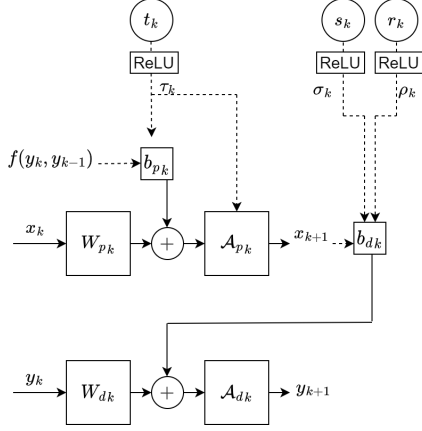 t_k s_k r_k
ReLU ReLU ReLU
τ_k σ_k ρ_k
f(y_k, y_{k-1}) b_{p_k}
x_k W_{p_k} + 𝒜_{p_k} x_{k+1} b_{d_k}
y_k W_{d_k} + 𝒜_{d_k} y_{k+1}